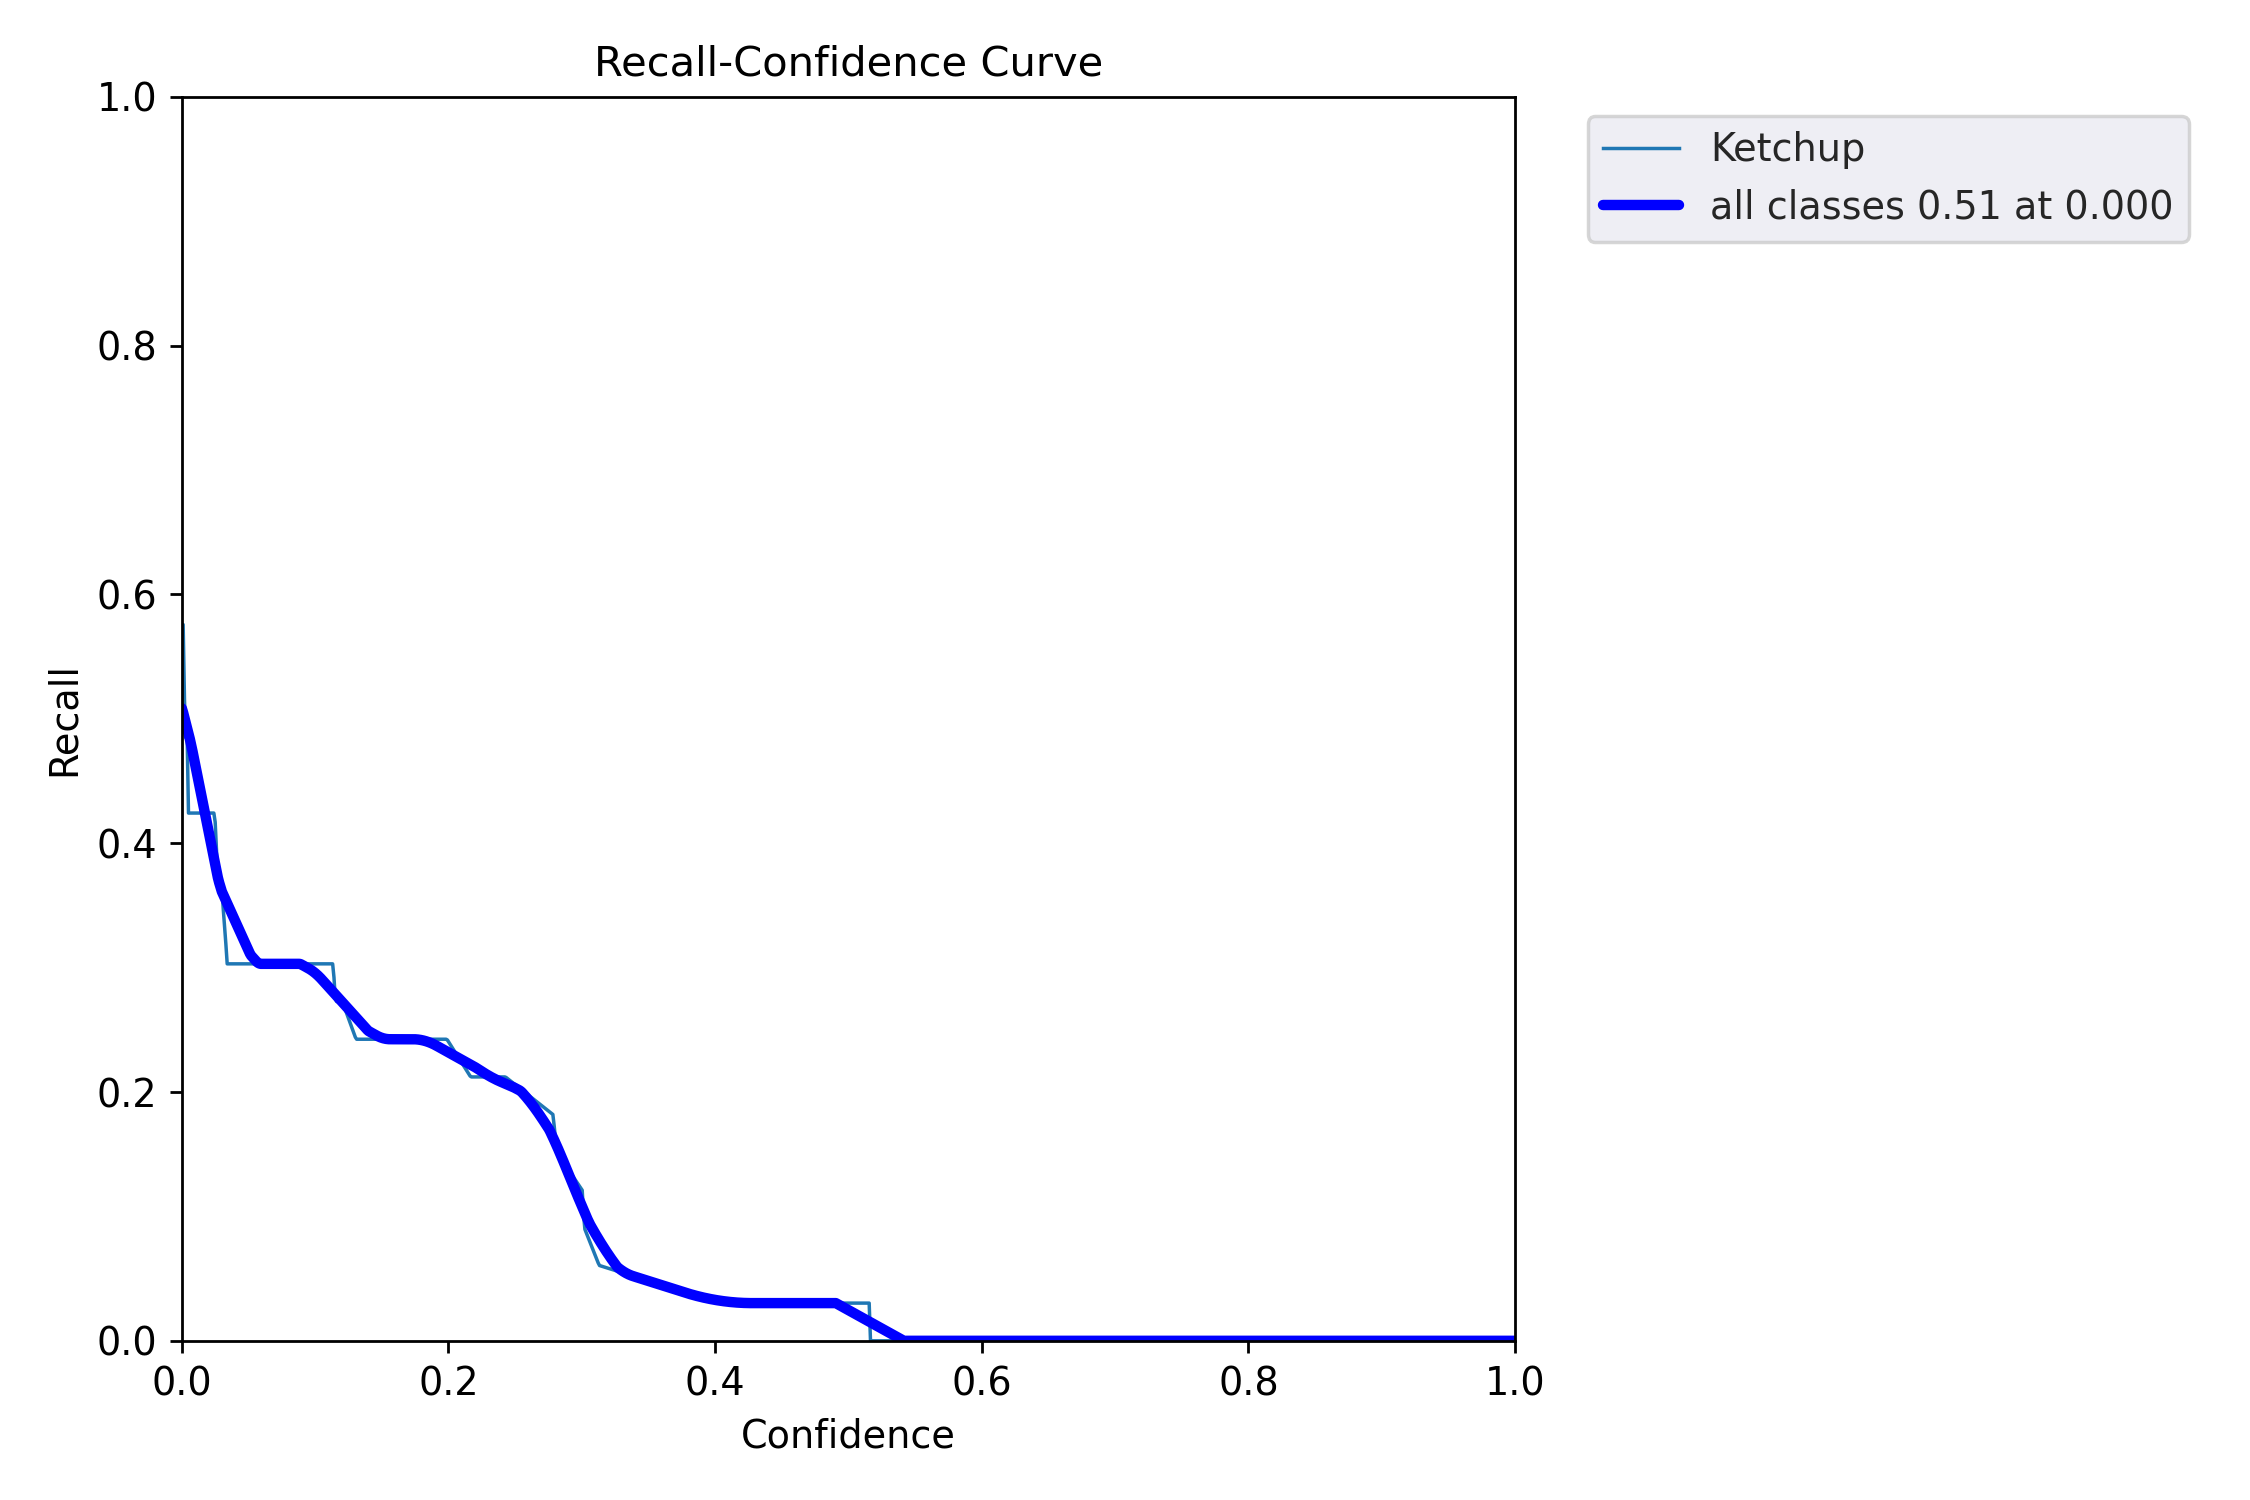 Recall-Confidence Curve
1.0
0.8
0.6
0.4
0.2
0.0
Recall
0.0 0.2 0.4 0.6 0.8 1.0
Confidence
Ketchup
all classes 0.51 at 0.000